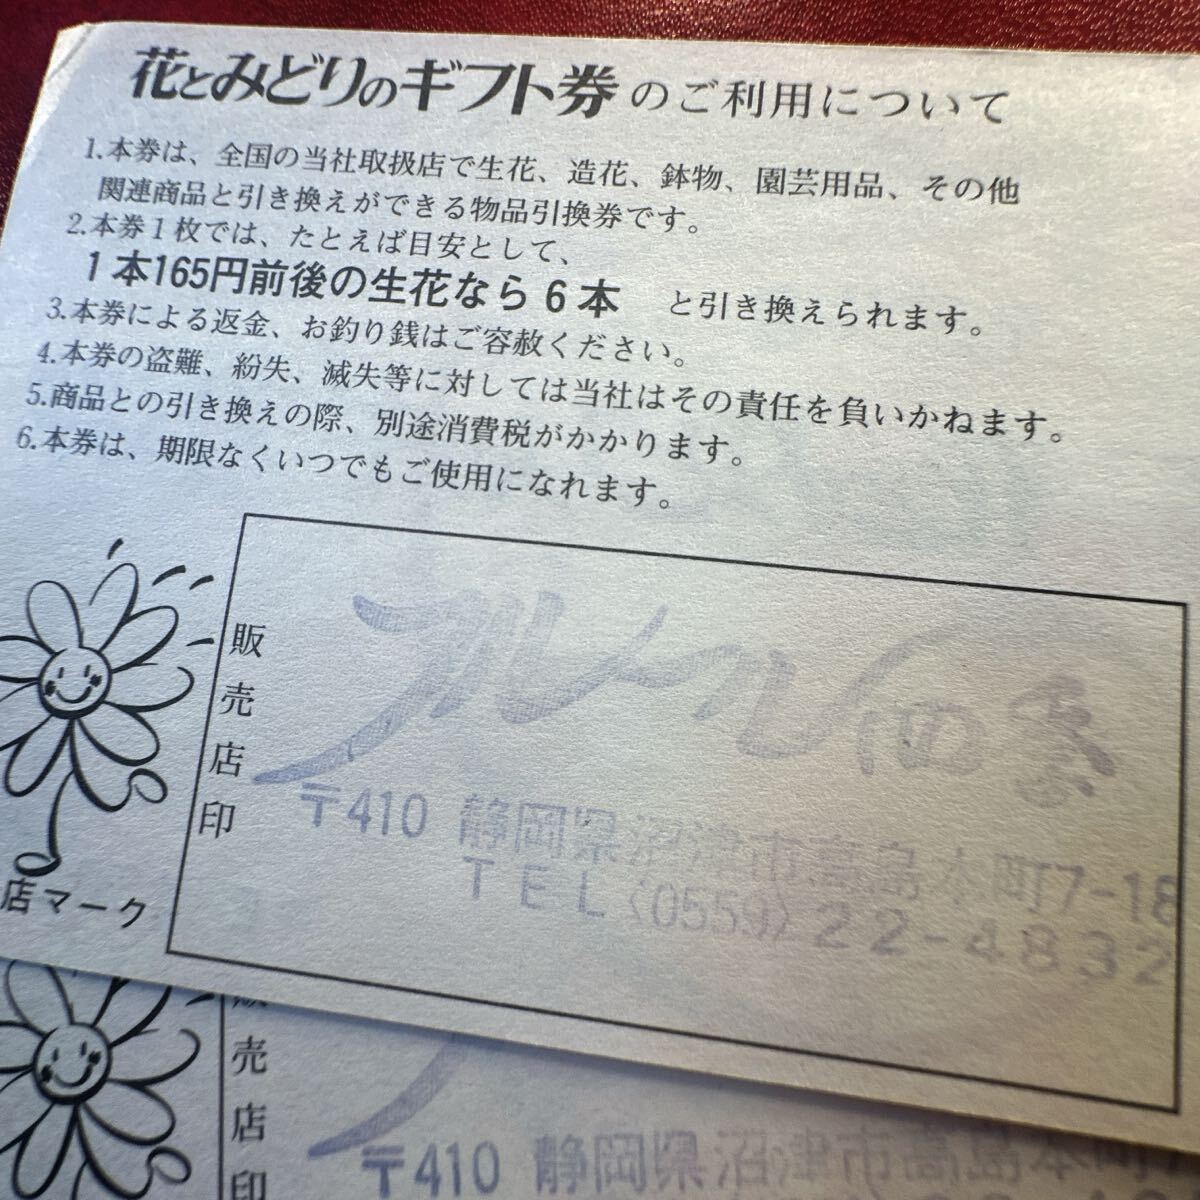 花とみどりのギフト券のご利用について
1.本券は、全国の当社取扱店で生花、造花、鉢物、園芸用品、その他
関連商品と引き換えができる物品引換券です。
2.本券1枚では、たとえば目安として、
1本165円前後の生花なら6本 と引き換えられます。
3.本券による返金、お釣り銭はご容赦ください。
4.本券の盗難、紛失、滅失等に対しては当社はその責任を負いかねます。
5.商品との引き換えの際、別途消費税がかかります。
6.本券は、期限なくいつでもご使用になれます。
販売店印
〒410 静岡県沼津市高島本町7-18
TEL〈0559〉22-4832
店マーク
販売店印
〒410 静岡県沼津市高島本町7